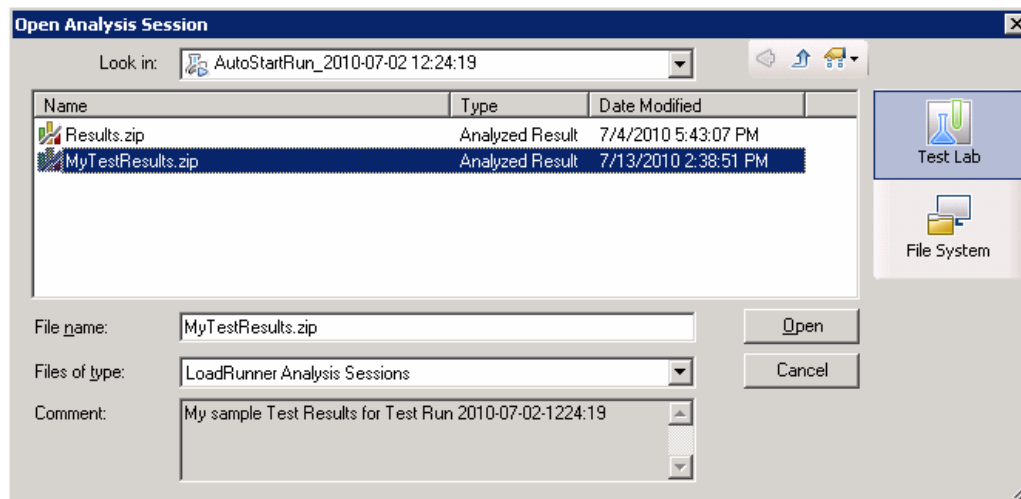 Open Analysis Session
Look in: AutoStartRun_2010-07-02 12:24:19
Name Type Date Modified
Results.zip Analyzed Result 7/4/2010 5:43:07 PM
MyTestResults.zip Analyzed Result 7/13/2010 2:38:51 PM
Test Lab
File System
File name: MyTestResults.zip Open
Files of type: LoadRunner Analysis Sessions Cancel
Comment: My sample Test Results for Test Run 2010-07-02-1224:19